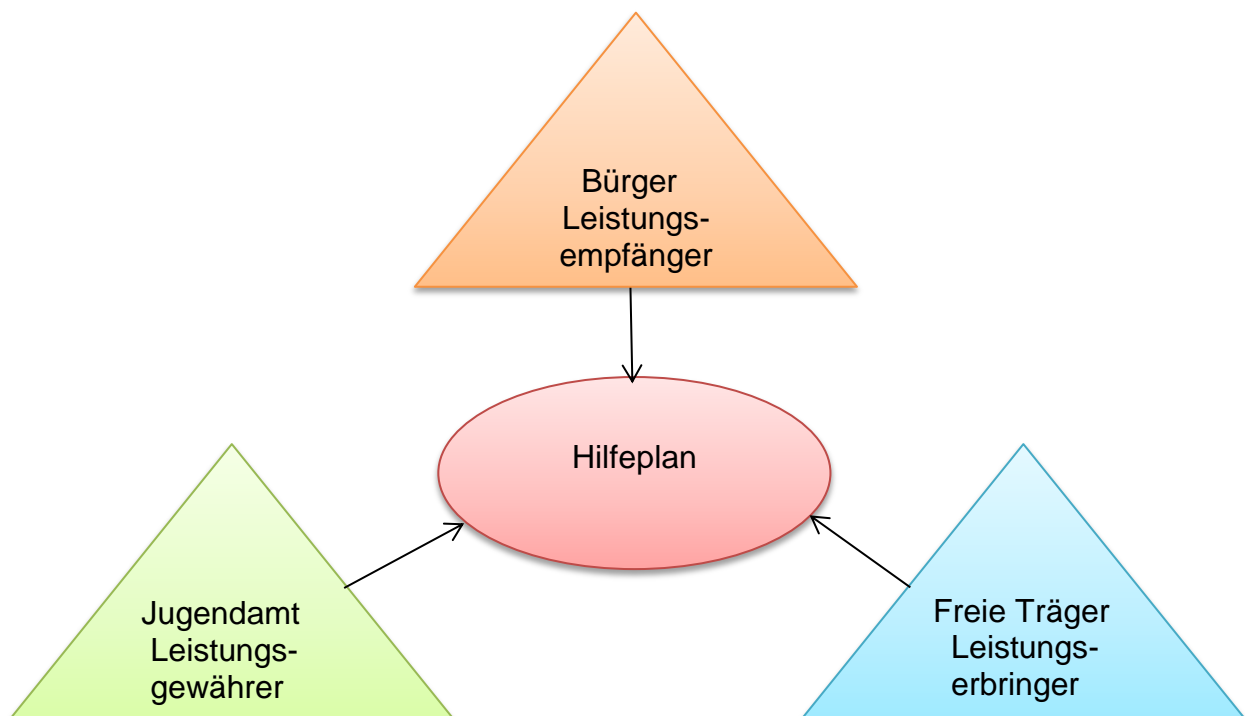 Bürger
Leistungs-
empfänger
Hilfeplan
Jugendamt
Leistungs-
gewährer
Freie Träger
Leistungs-
erbringer